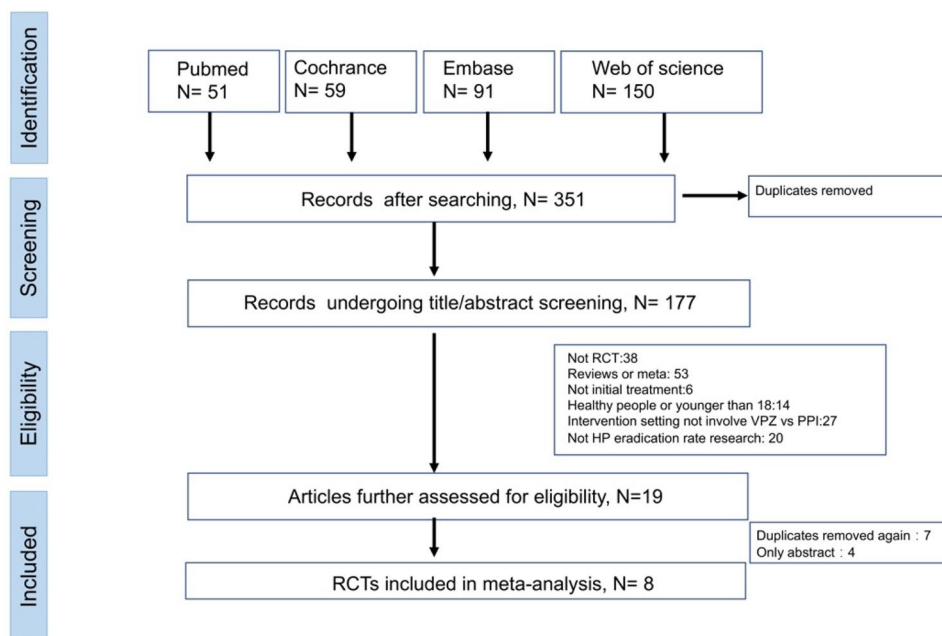 Identification
Pubmed
N= 51
Cochrance
N= 59
Embase
N= 91
Web of science
N= 150
Screening
Records after searching, N= 351
Duplicates removed
Records undergoing title/abstract screening, N= 177
Eligibility
Not RCT:38
Reviews or meta: 53
Not initial treatment:6
Healthy people or younger than 18:14
Intervention setting not involve VPZ vs PPI:27
Not HP eradication rate research: 20
Articles further assessed for eligibility, N=19
Included
Duplicates removed again : 7
Only abstract : 4
RCTs included in meta-analysis, N= 8